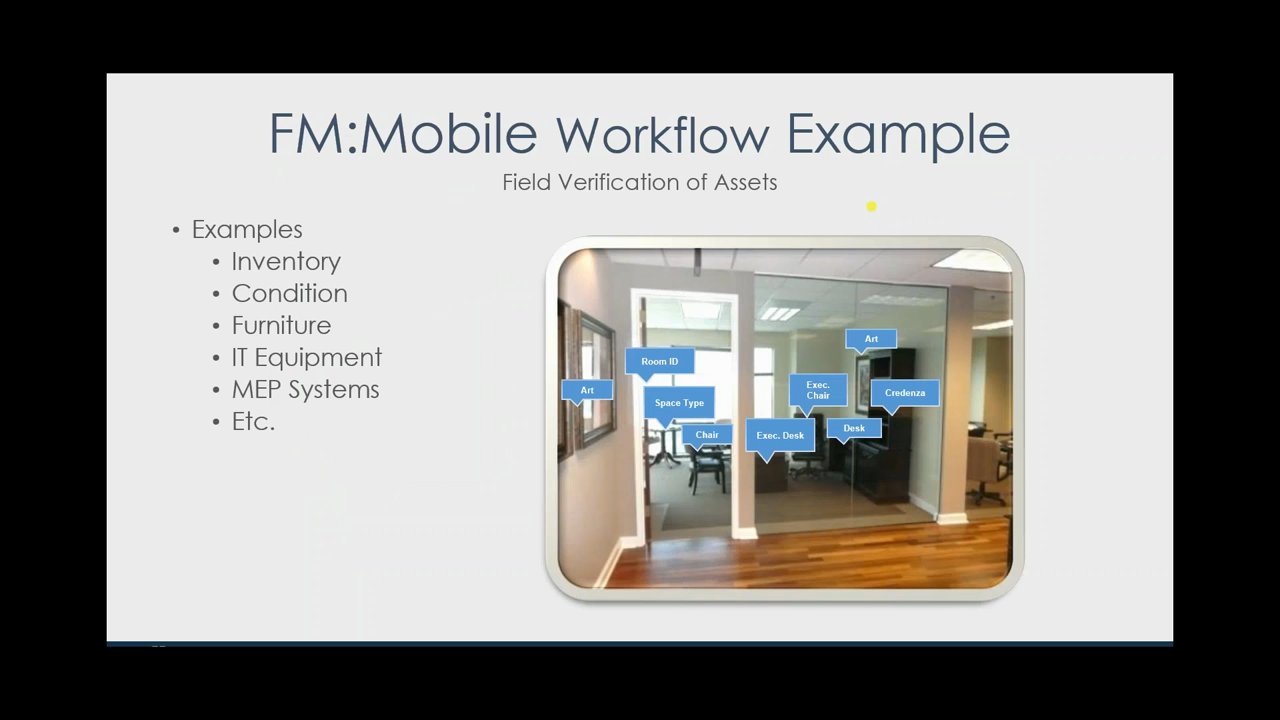 FM:Mobile Workflow Example
Field Verification of Assets
• Examples
• Inventory
• Condition
• Furniture
• IT Equipment
• MEP Systems
• Etc.
Art
Room ID
Space Type
Chair
Exec. Desk
Exec.
Chair
Desk
Art
Credenza